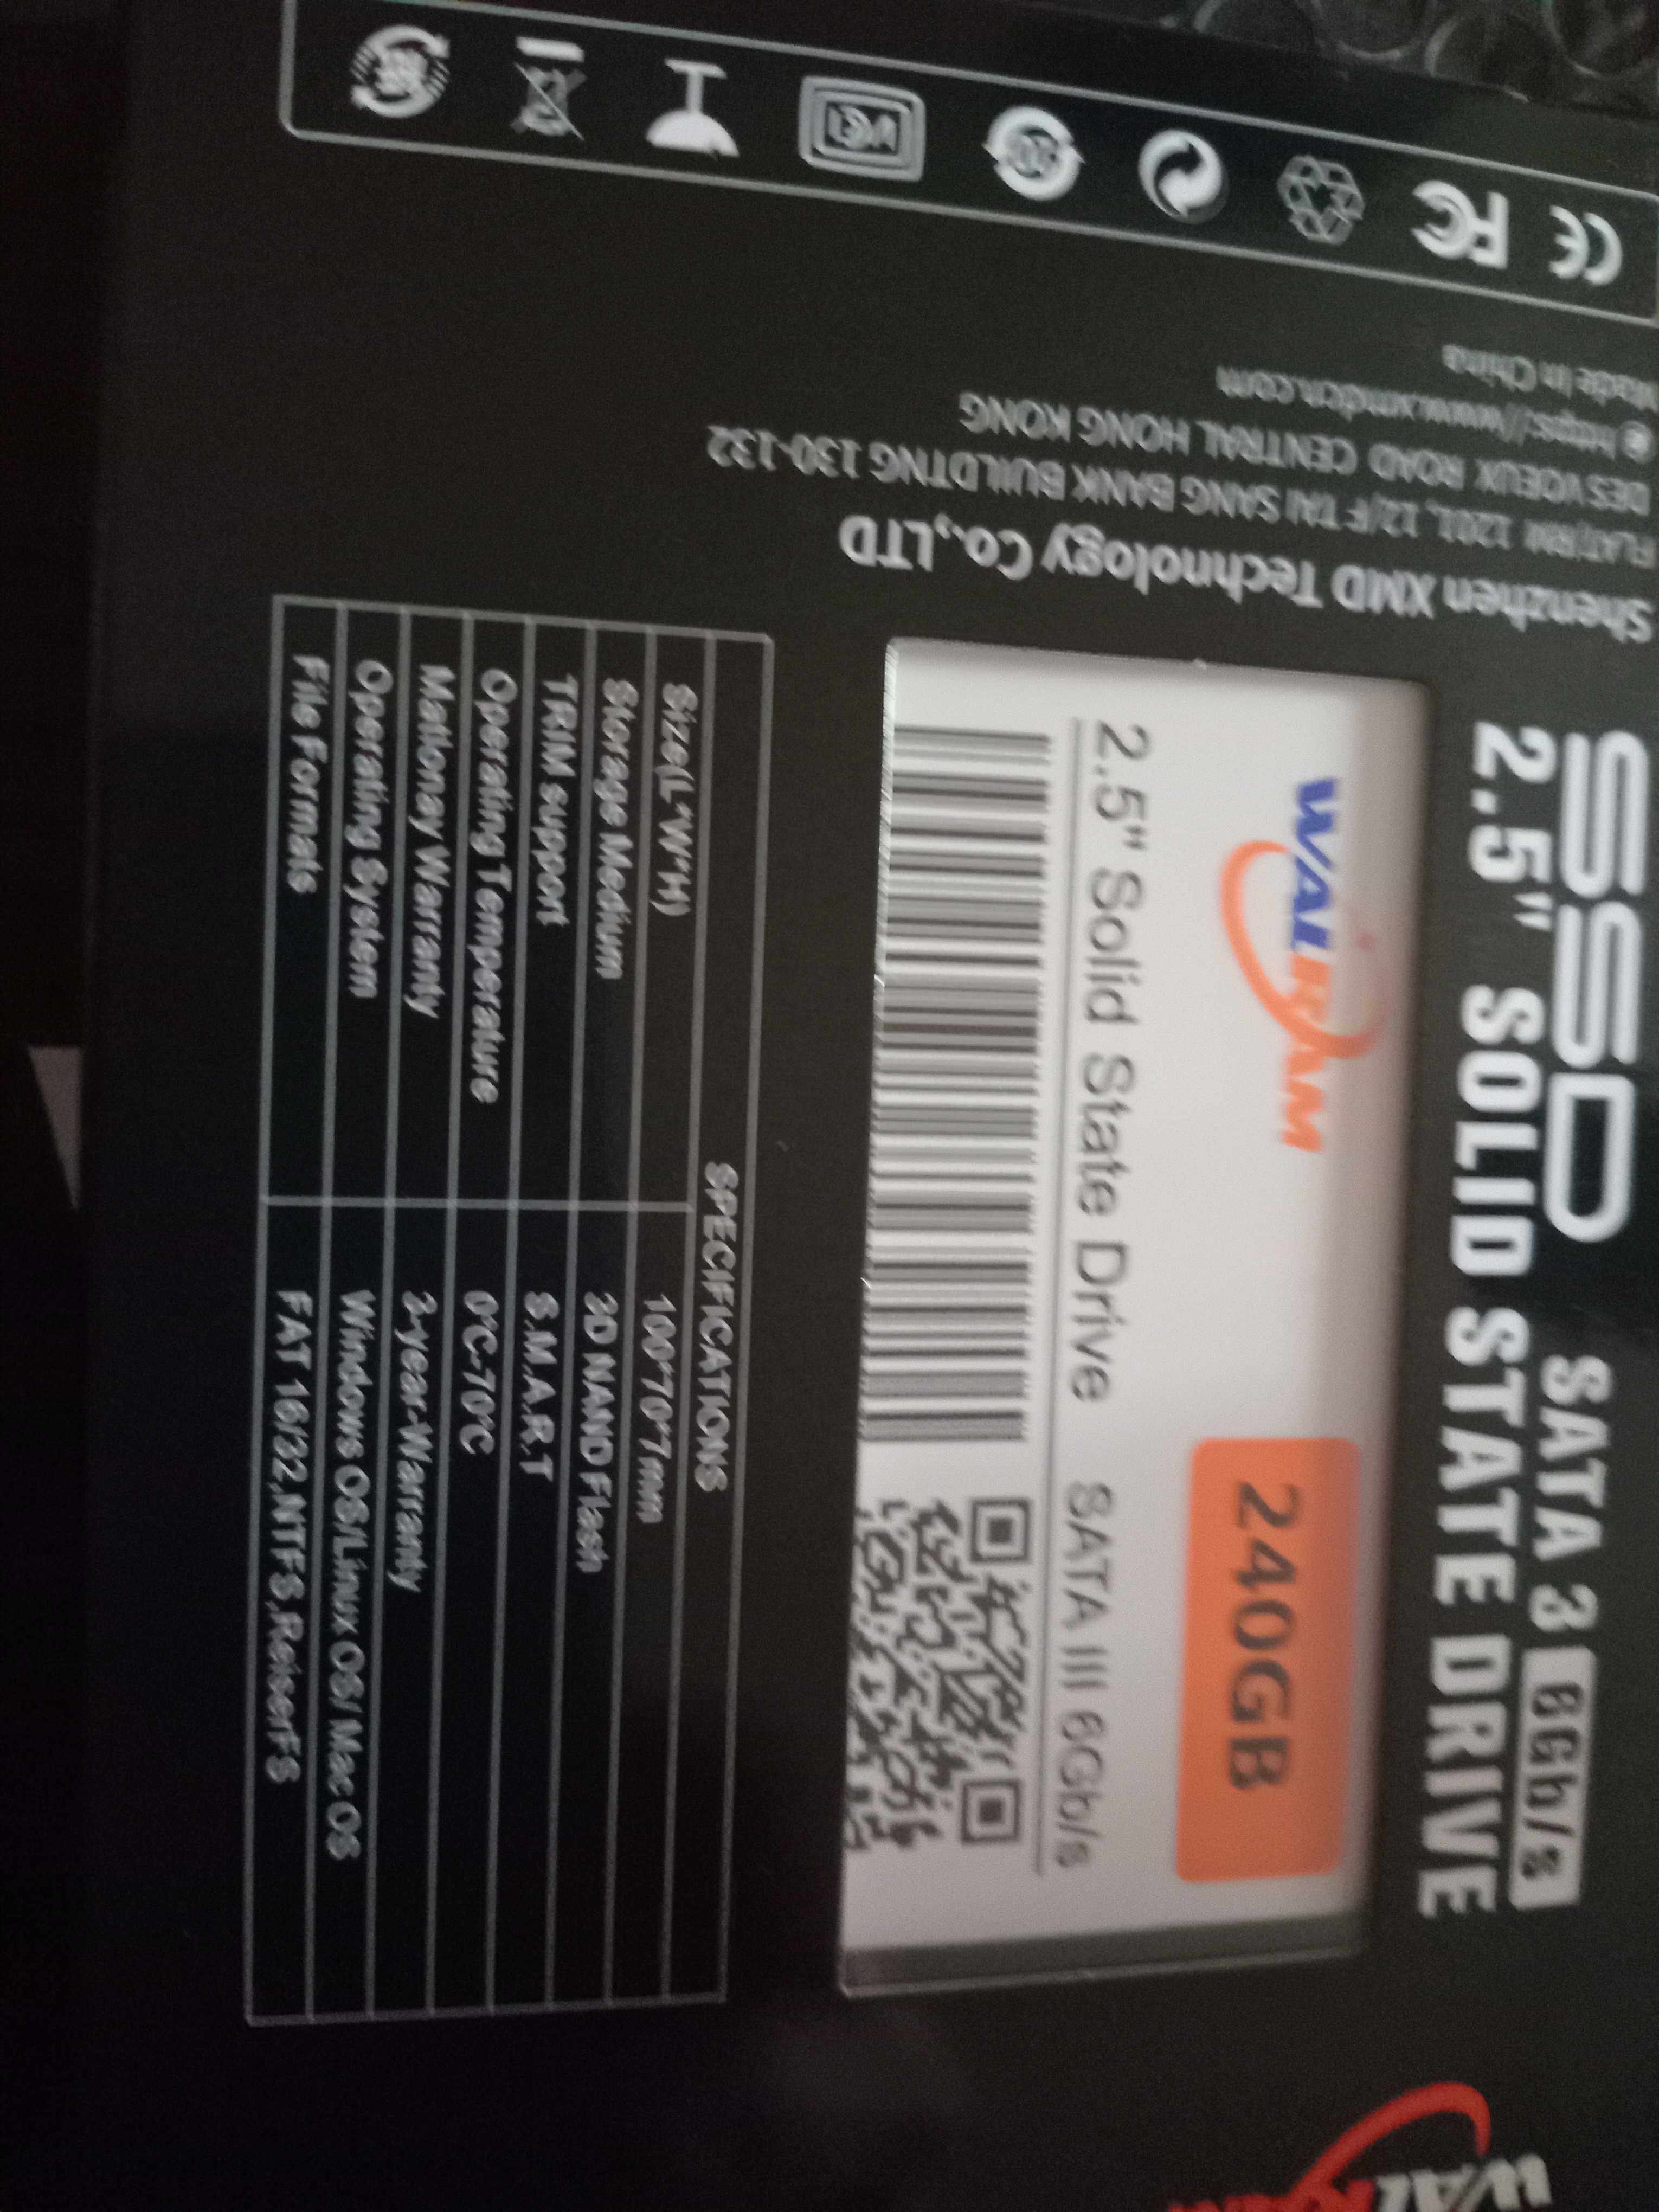 SSD SATA 3 6Gb/s
2.5" SOLID STATE DRIVE
WALRAM
240GB
2.5" Solid State Drive SATA III 6Gb/s
SPECIFICATIONS
Size(L*W*H) 100*70*7mm
Storage Medium 3D NAND Flash
TRIM support S.M.A.R.T
Operating Temperature 0℃-70℃
Mationay Warranty 3-year-Warranty
Operating System Windows OS/Linux OS/ Mac OS
File Formats FAT 16/32,NTFS,ReiserFS
Shenzhen XMD Technology Co.,LTD
FLAT/RM 1201, 12/F TAI SANG BANK BUILDING 130-132
DES VOEUX ROAD CENTRAL HONG KONG
https://www.xmdcn.com
Made In China
CE FC
WALRAM